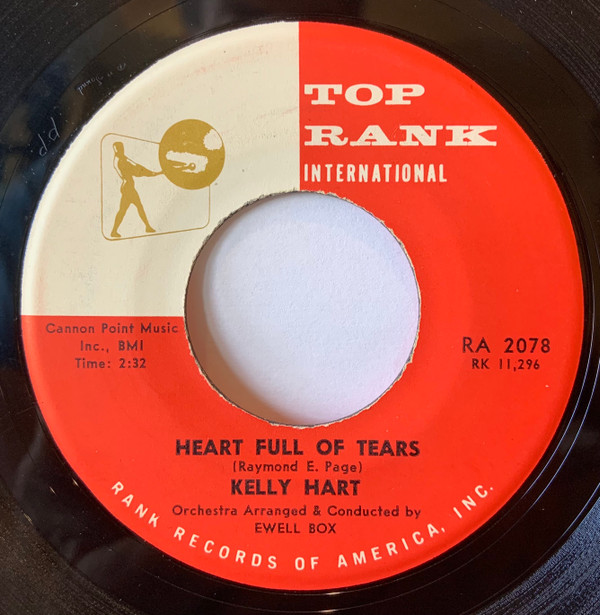 TOP
RANK
INTERNATIONAL
Cannon Point Music
Inc., BMI
Time: 2:32
RA 2078
RK 11,296
HEART FULL OF TEARS
(Raymond E. Page)
KELLY HART
Orchestra Arranged & Conducted by
EWELL BOX
RANK RECORDS OF AMERICA, INC.